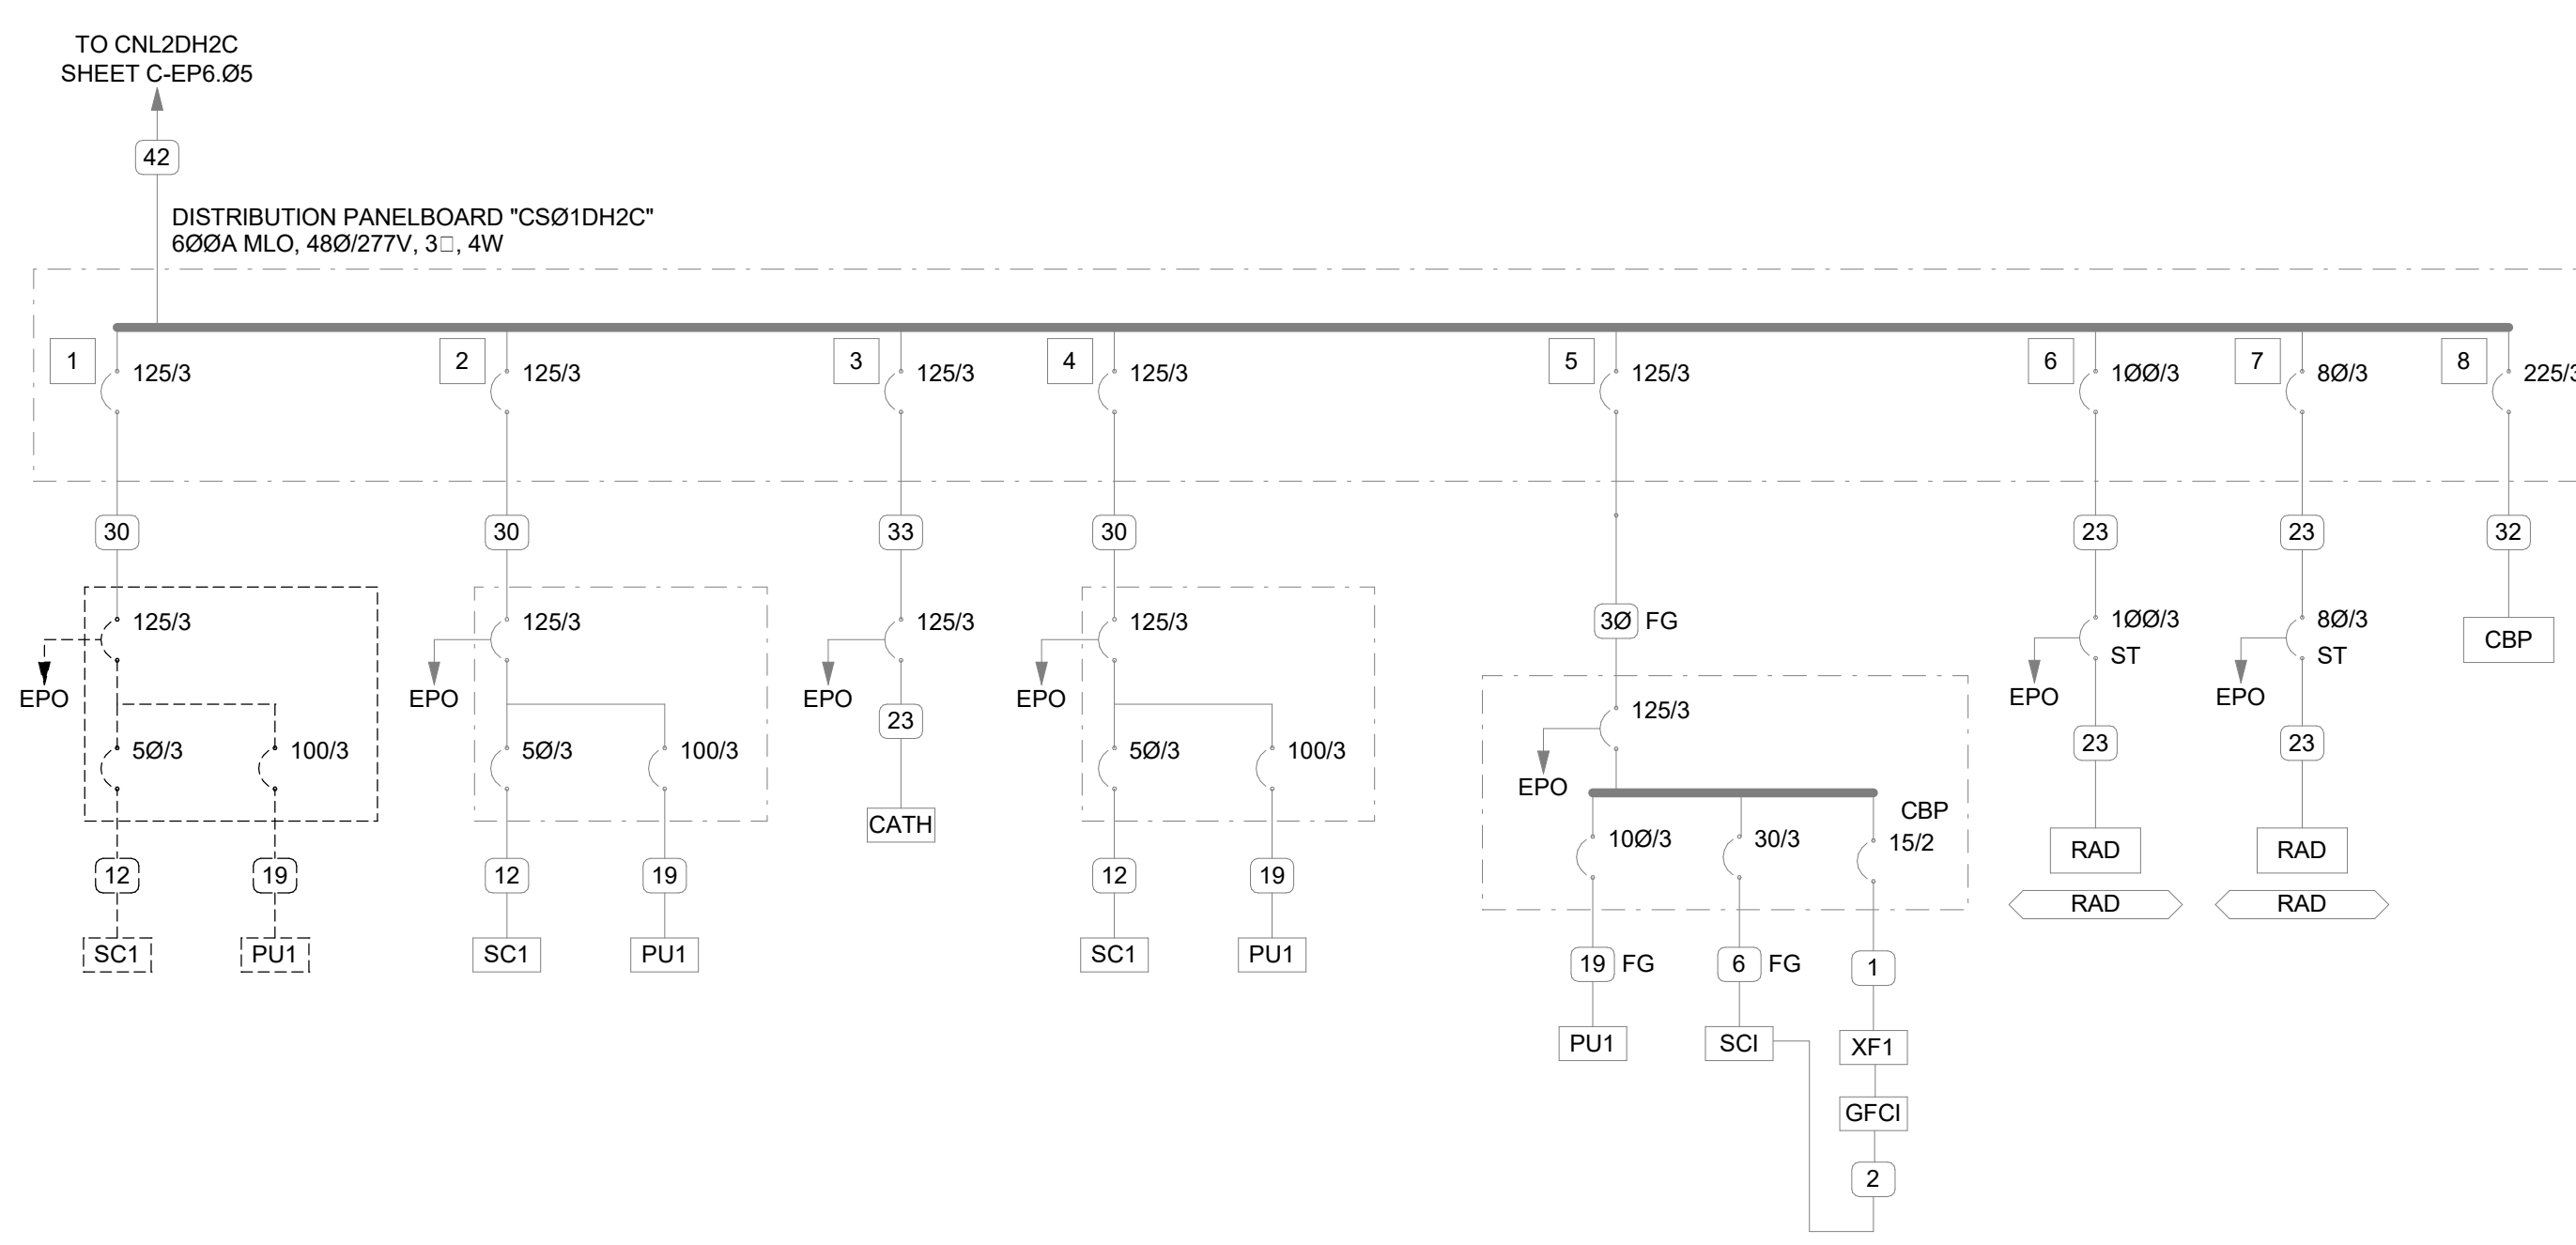 TO CNL2DH2C
SHEET C-EP6.Ø5
42
DISTRIBUTION PANELBOARD "CSØ1DH2C"
6ØØA MLO, 48Ø/277V, 3□, 4W
1
125/3
2
125/3
3
125/3
4
125/3
5
125/3
6
1ØØ/3
7
8Ø/3
8
225/3
30
30
33
30
23
23
32
125/3
EPO
5Ø/3
100/3
12
19
SC1
PU1
125/3
EPO
5Ø/3
100/3
12
19
SC1
PU1
125/3
EPO
23
CATH
125/3
EPO
5Ø/3
100/3
12
19
SC1
PU1
3Ø FG
125/3
EPO
CBP
10Ø/3
30/3
15/2
19 FG
6 FG
1
PU1
SCI
XF1
GFCI
2
1ØØ/3
ST
EPO
23
RAD
RAD
8Ø/3
ST
EPO
23
RAD
RAD
CBP